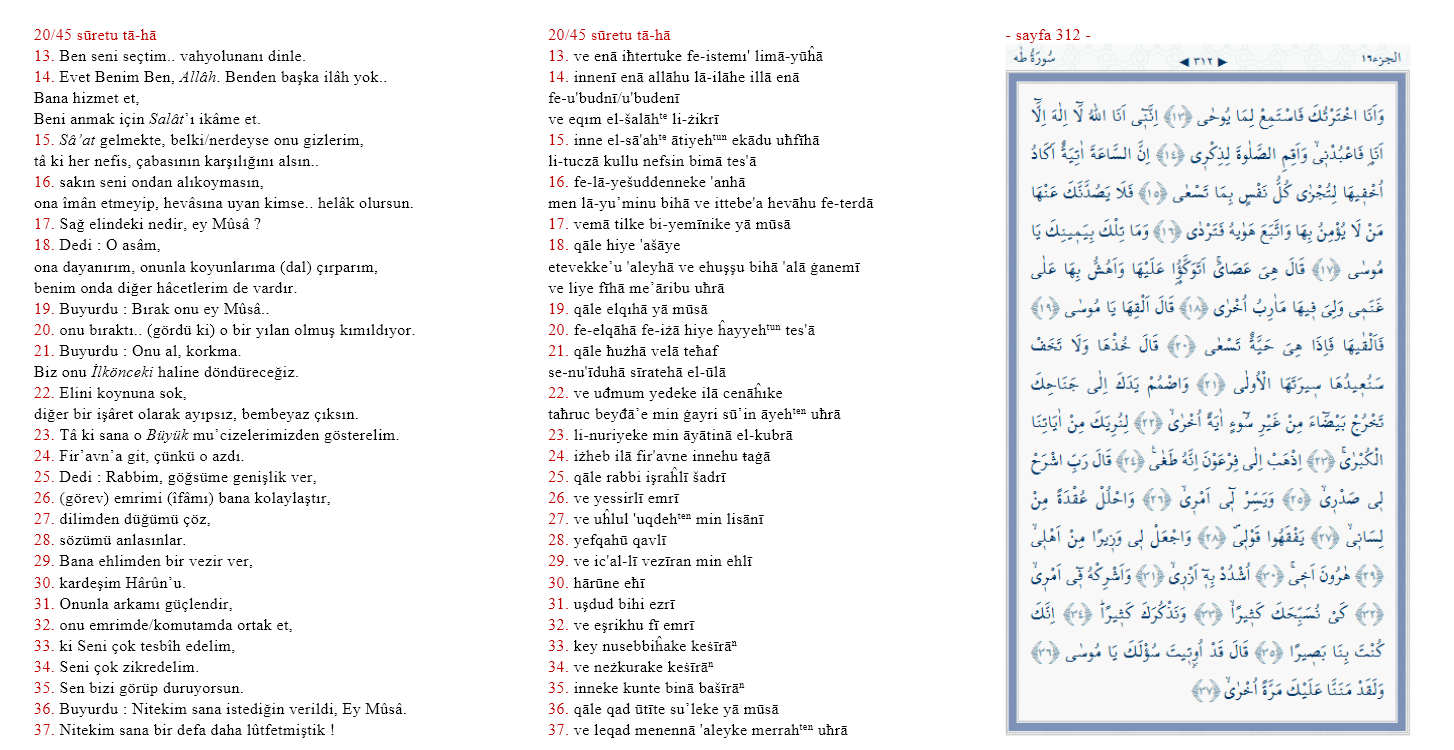 20/45 sūretu tā-hā
13. Ben seni seçtim.. vahyolunanı dinle.
14. Evet Benim Ben, Allâh. Benden başka ilâh yok..
Bana hizmet et,
Beni anmak için Salât’ı ikâme et.
15. Sâ’at gelmekte, belki/nerdeyse onu gizlerim,
tâ ki her nefis, çabasının karşılığını alsın..
16. sakın seni ondan alıkoymasın,
ona îmân etmeyip, hevâsına uyan kimse.. helâk olursun.
17. Sağ elindeki nedir, ey Mûsâ ?
18. Dedi : O asâm,
ona dayanırım, onunla koyunlarıma (dal) çırparım,
benim onda diğer hâcetlerim de vardır.
19. Buyurdu : Bırak onu ey Mûsâ..
20. onu bıraktı.. (gördü ki) o bir yılan olmuş kımıldıyor.
21. Buyurdu : Onu al, korkma.
Biz onu İlkönceki haline döndüreceğiz.
22. Elini koynuna sok,
diğer bir işâret olarak ayıpsız, bembeyaz çıksın.
23. Tâ ki sana o Büyük mu’cizelerimizden gösterelim.
24. Fir’avn’a git, çünkü o azdı.
25. Dedi : Rabbim, göğsüme genişlik ver,
26. (görev) emrimi (îfâmı) bana kolaylaştır,
27. dilimden düğümü çöz,
28. sözümü anlasınlar.
29. Bana ehlimden bir vezir ver,
30. kardeşim Hârûn’u.
31. Onunla arkamı güçlendir,
32. onu emrimde/komutamda ortak et,
33. ki Seni çok tesbîh edelim,
34. Seni çok zikredelim.
35. Sen bizi görüp duruyorsun.
36. Buyurdu : Nitekim sana istediğin verildi, Ey Mûsâ.
37. Nitekim sana bir defa daha lûtfetmiştik !
20/45 sūretu tā-hā
13. ve enā iħtertuke fe-istemı' limā-yūĥā
14. innenī enā allāhu lā-ilāhe illā enā
fe-u'budnī/u'budenī
ve eqım el-šalāhᵗᵉ li-żikrī
15. inne el-sā'ahᵗᵉ ātiyehᵗᵘⁿ ekādu uħfīhā
li-tuczā kullu nefsin bimā tes'ā
16. fe-lā-yešuddenneke 'anhā
men lā-yu’minu bihā ve ittebe'a hevāhu fe-terdā
17. vemā tilke bi-yemīnike yā mūsā
18. qāle hiye 'ašāye
etevekke’u 'aleyhā ve ehuşşu bihā 'alā ġanemī
ve liye fīhā me’āribu uħrā
19. qāle elqıhā yā mūsā
20. fe-elqāhā fe-iżā hiye ĥayyehᵗᵘⁿ tes'ā
21. qāle ħużhā velā teħaf
se-nu'īduhā sīratehā el-ūlā
22. ve uđmum yedeke ilā cenāĥıke
taħruc beyđā’e min ġayri sū’in āyehᵗᵉⁿ uħrā
23. li-nuriyeke min āyātinā el-kubrā
24. iżheb ilā fir'avne innehu ŧaġā
25. qāle rabbi işraĥlī šadrī
26. ve yessirlī emrī
27. ve uĥlul 'uqdehᵗᵉⁿ min lisānī
28. yefqahū qavlī
29. ve ic'al-lī vezīran min ehlī
30. hārūne eħī
31. uşdud bihi ezrī
32. ve eşrikhu fī emrī
33. key nusebbiĥake keśīrāⁿ
34. ve neżkurake keśīrāⁿ
35. inneke kunte binā bašīrāⁿ
36. qāle qad ūtīte su’leke yā mūsā
37. ve leqad menennā 'aleyke merrahᵗᵉⁿ uħrā
- sayfa 312 -
سُورَةُ طٰه ◀ ٣١٢ ▶ الجزء ١٦
وَاَنَا اخْتَرْتُكَ فَاسْتَمِعْ لِمَا يُوحٰى ﴿١٣﴾ اِنَّن۪ٓي اَنَا اللّٰهُ لَٓا اِلٰهَ اِلَّٓا
اَنَا۬ فَاعْبُدْن۪يۙ وَاَقِمِ الصَّلٰوةَ لِذِكْر۪ي ﴿١٤﴾ اِنَّ السَّاعَةَ اٰتِيَةٌ اَكَادُ
اُخْف۪يهَا لِتُجْزٰى كُلُّ نَفْسٍ بِمَا تَسْعٰى ﴿١٥﴾ فَلَا يَصُدَّنَّكَ عَنْهَا
مَنْ لَا يُؤْمِنُ بِهَا وَاتَّبَعَ هَوٰيهُ فَتَرْدٰى ﴿١٦﴾ وَمَا تِلْكَ بِيَم۪ينِكَ يَا
مُوسٰى ﴿١٧﴾ قَالَ هِيَ عَصَايَۚ اَتَوَكَّؤُ۬ا عَلَيْهَا وَاَهُشُّ بِهَا عَلٰى
غَنَم۪ي وَلِيَ ف۪يهَا مَاٰرِبُ اُخْرٰى ﴿١٨﴾ قَالَ اَلْقِهَا يَا مُوسٰى ﴿١٩﴾
فَاَلْقٰيهَا فَاِذَا هِيَ حَيَّةٌ تَسْعٰى ﴿٢٠﴾ قَالَ خُذْهَا وَلَا تَخَفْ
سَنُع۪يدُهَا س۪يرَتَهَا الْاُو۫لٰى ﴿٢١﴾ وَاضْمُمْ يَدَكَ اِلٰى جَنَاحِكَ
تَخْرُجْ بَيْضَٓاءَ مِنْ غَيْرِ سُٓوءٍ اٰيَةً اُخْرٰىۙ ﴿٢٢﴾ لِنُرِيَكَ مِنْ اٰيَاتِنَا
الْكُبْرٰىۚ ﴿٢٣﴾ اِذْهَبْ اِلٰى فِرْعَوْنَ اِنَّهُ طَغٰى۟ ﴿٢٤﴾ قَالَ رَبِّ اشْرَحْ
ل۪ي صَدْر۪يۙ ﴿٢٥﴾ وَيَسِّرْ ل۪ٓي اَمْر۪يۙ ﴿٢٦﴾ وَاحْلُلْ عُقْدَةً مِنْ
لِسَان۪يۙ ﴿٢٧﴾ يَفْقَهُوا قَوْل۪يۖ ﴿٢٨﴾ وَاجْعَلْ ل۪ي وَز۪يرًا مِنْ اَهْل۪يۙ
﴿٢٩﴾ هٰرُونَ اَخ۪يۚ ﴿٣٠﴾ اُشْدُدْ بِه۪ٓ اَزْر۪يۙ ﴿٣١﴾ وَاَشْرِكْهُ ف۪ٓي اَمْر۪يۙ
﴿٣٢﴾ كَيْ نُسَبِّحَكَ كَث۪يرًاۙ ﴿٣٣﴾ وَنَذْكُرَكَ كَث۪يرًاۜ ﴿٣٤﴾ اِنَّكَ
كُنْتَ بِنَا بَص۪يرًا ﴿٣٥﴾ قَالَ قَدْ اُو۫ت۪يتَ سُؤْلَكَ يَا مُوسٰى ﴿٣٦﴾
وَلَقَدْ مَنَنَّا عَلَيْكَ مَرَّةً اُخْرٰىۙ ﴿٣٧﴾